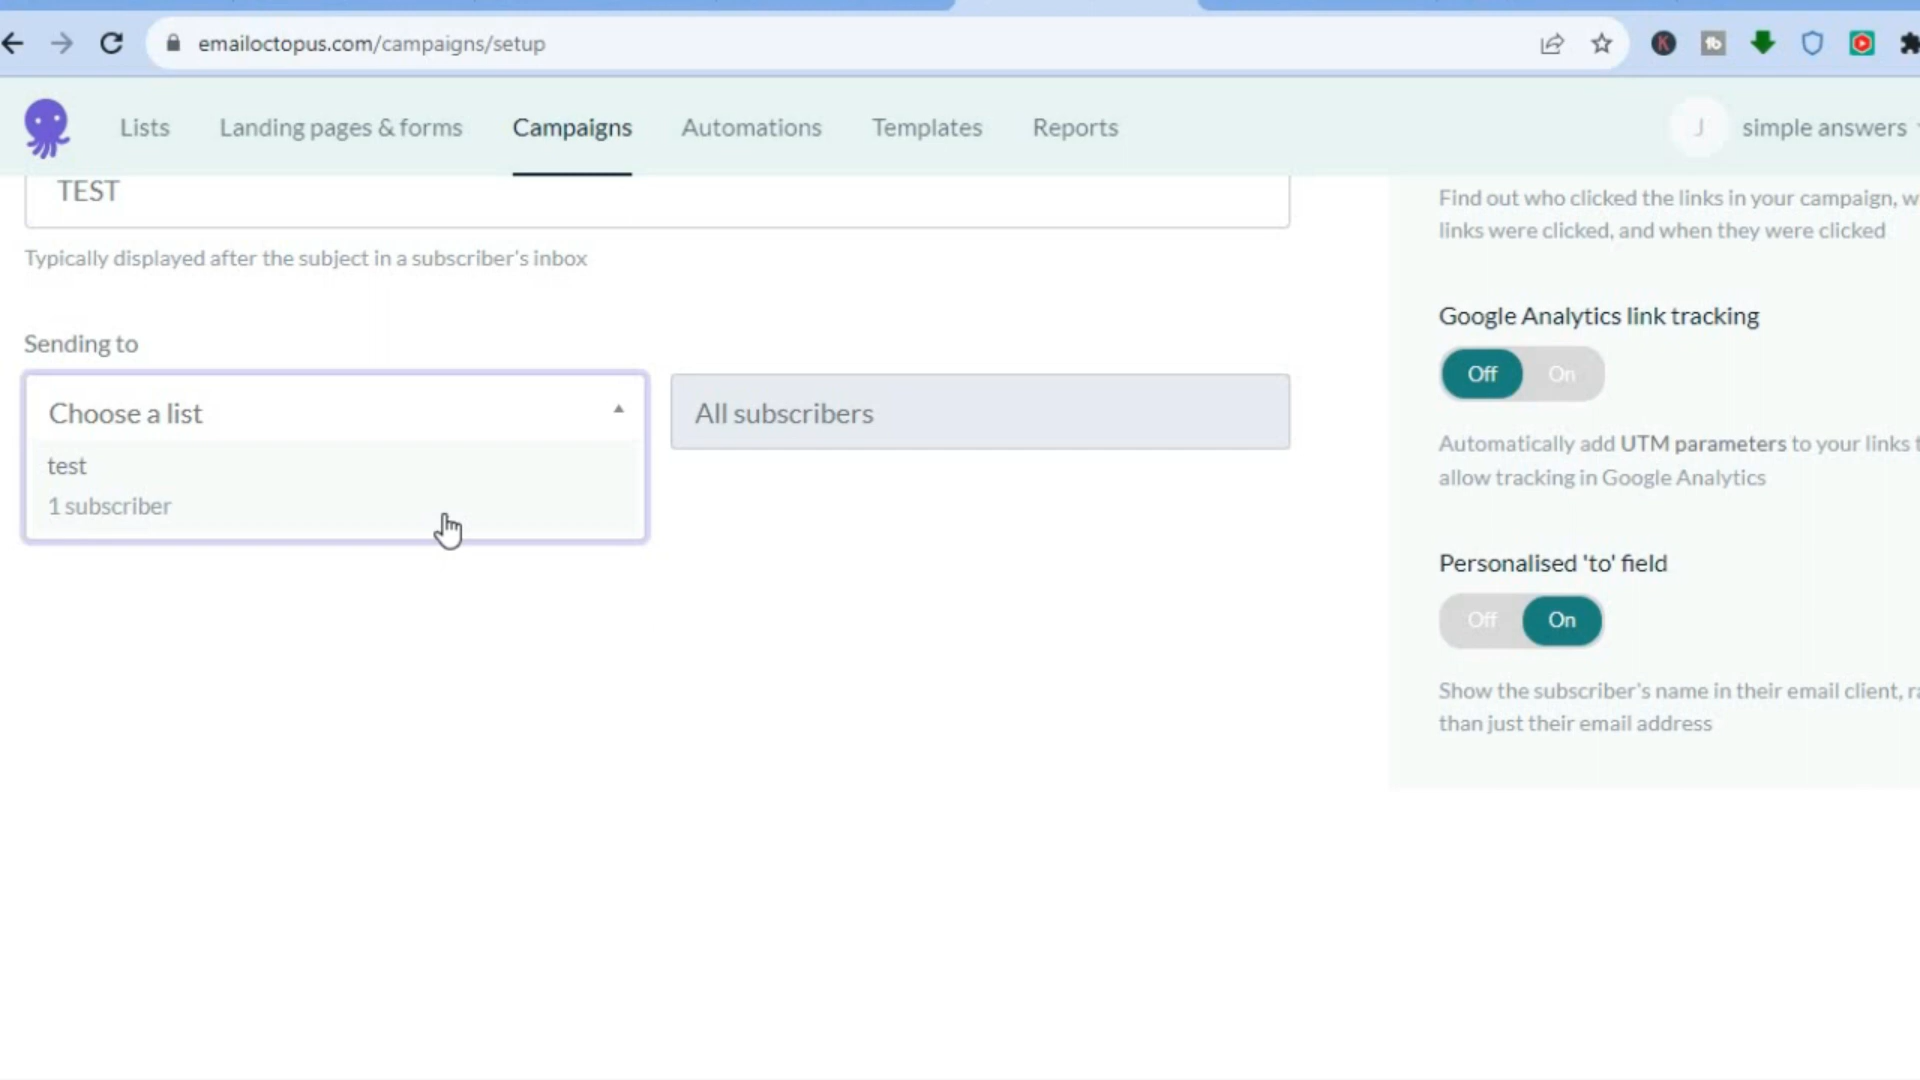 emailoctopus.com/campaigns/setup
Lists
Landing pages & forms
Campaigns
Automations
Templates
Reports
J
simple answers
TEST
Typically displayed after the subject in a subscriber's inbox
Sending to
Choose a list
All subscribers
test
1 subscriber
Find out who clicked the links in your campaign,
links were clicked, and when they were clicked
Google Analytics link tracking
Off On
Automatically add UTM parameters to your links
allow tracking in Google Analytics
Personalised 'to' field
Off On
Show the subscriber's name in their email client,
than just their email address